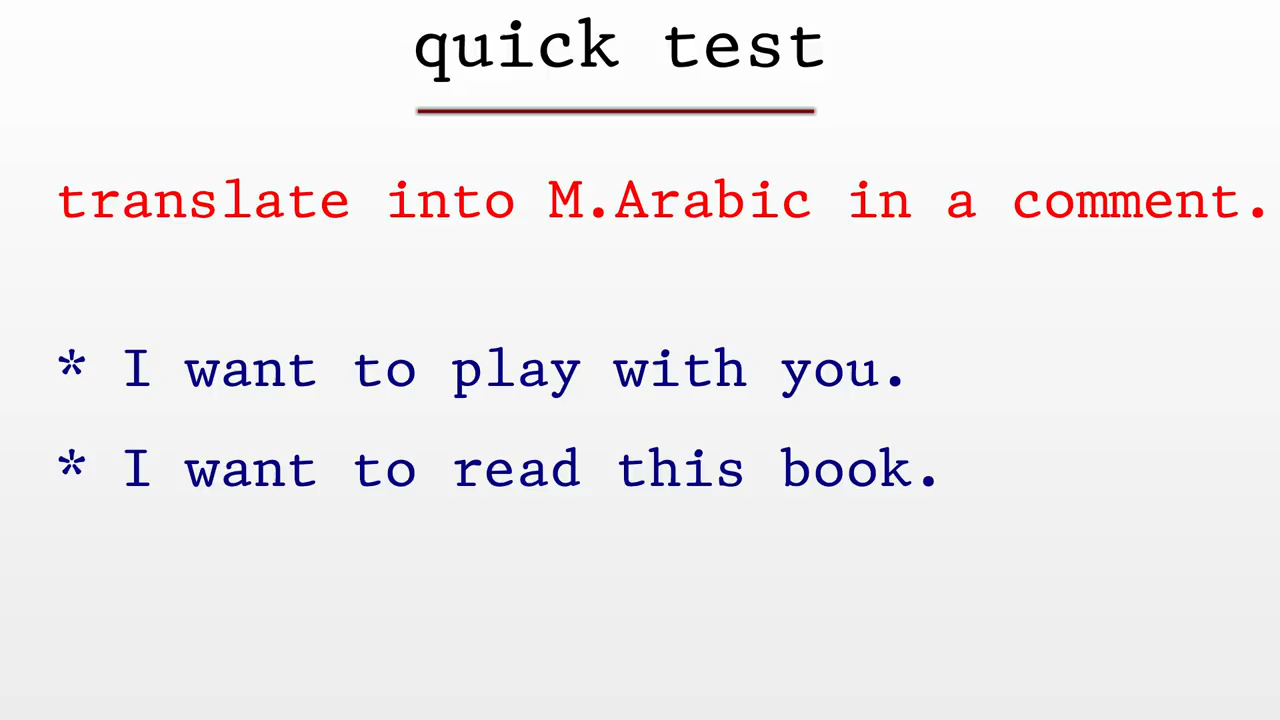 quick test
translate into M.Arabic in a comment.
* I want to play with you.
* I want to read this book.